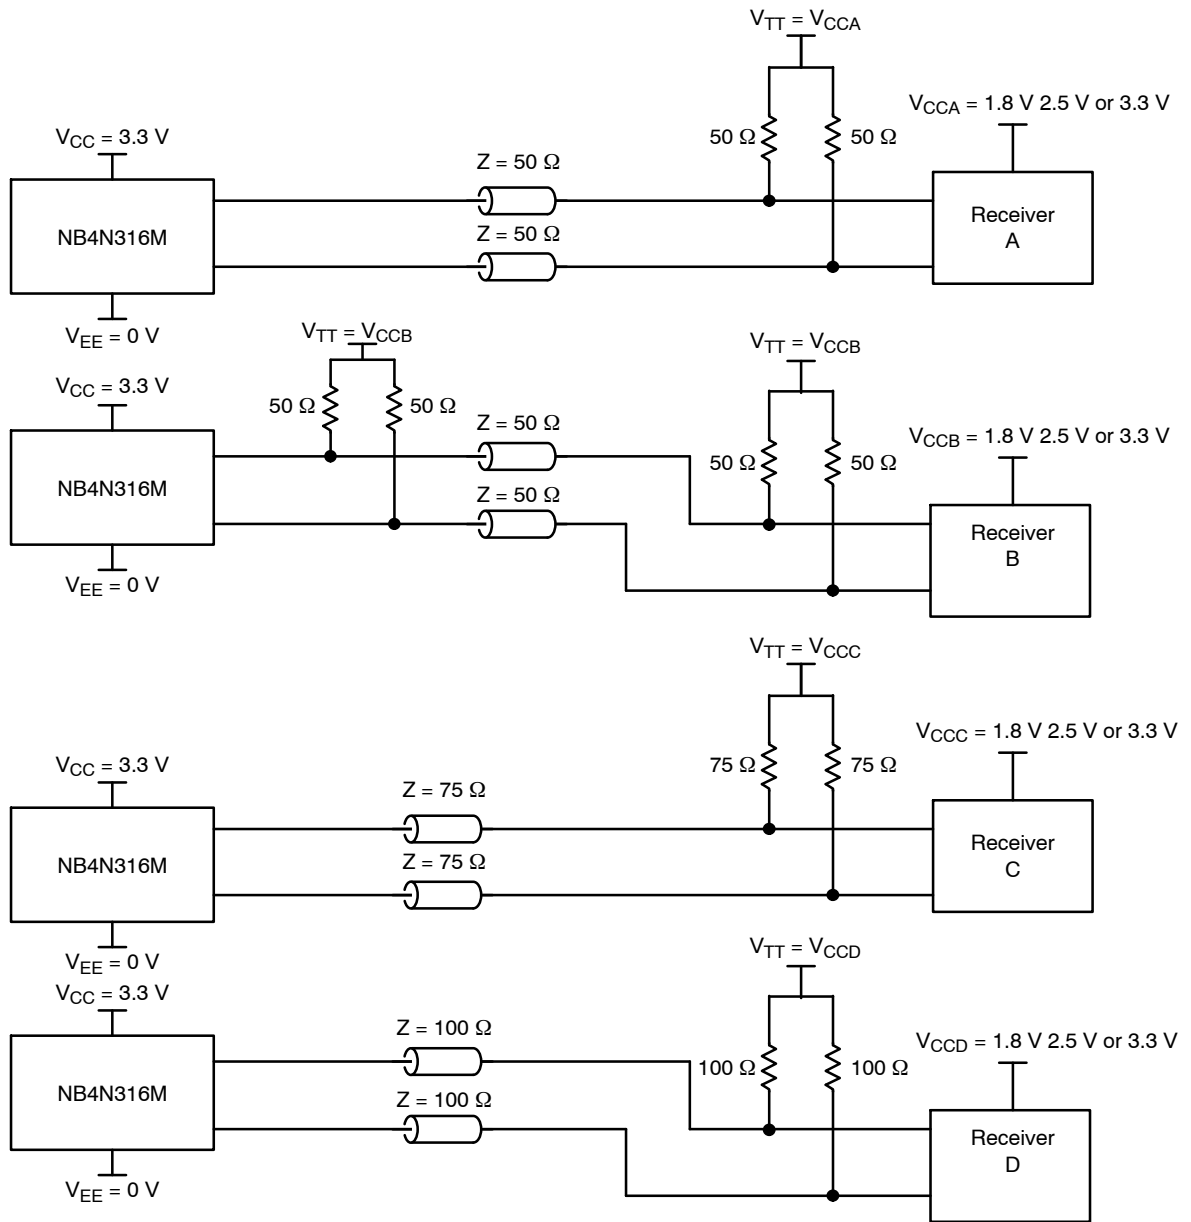 V_TT = V_CCA
V_CCA = 1.8 V 2.5 V or 3.3 V
V_CC = 3.3 V
50 Ω
50 Ω
Z = 50 Ω
NB4N316M
Receiver
A
Z = 50 Ω
V_EE = 0 V
V_TT = V_CCB
V_TT = V_CCB
V_CC = 3.3 V
50 Ω
50 Ω
Z = 50 Ω
V_CCB = 1.8 V 2.5 V or 3.3 V
50 Ω
50 Ω
NB4N316M
Z = 50 Ω
Receiver
B
V_EE = 0 V
V_TT = V_CCC
V_CCC = 1.8 V 2.5 V or 3.3 V
V_CC = 3.3 V
75 Ω
75 Ω
Z = 75 Ω
NB4N316M
Z = 75 Ω
Receiver
C
V_EE = 0 V
V_TT = V_CCD
V_CC = 3.3 V
Z = 100 Ω
V_CCD = 1.8 V 2.5 V or 3.3 V
100 Ω
100 Ω
NB4N316M
Z = 100 Ω
Receiver
D
V_EE = 0 V